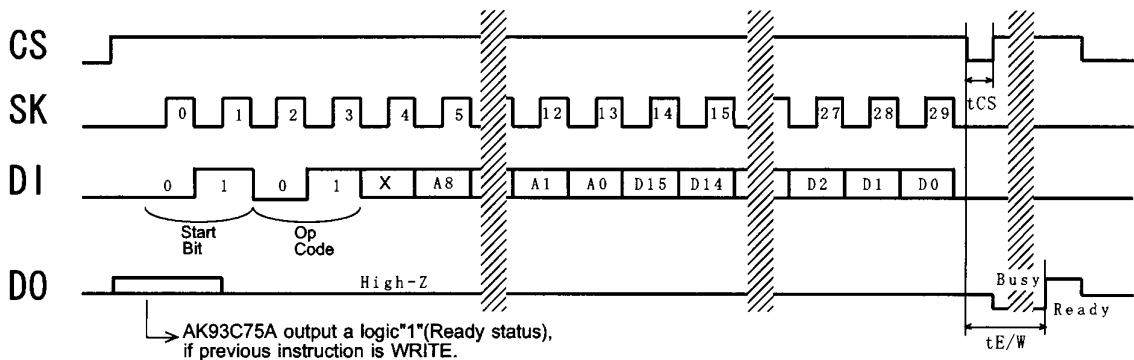 CS
tCS
SK 0 1 2 3 4 5 12 13 14 15 27 28 29
DI 0 1 0 1 X A8 A1 A0 D15 D14 D2 D1 D0
Start
Bit
Op
Code
DO High-Z Busy
Ready
AK93C75A output a logic"1"(Ready status),
if previous instruction is WRITE.
tE/W